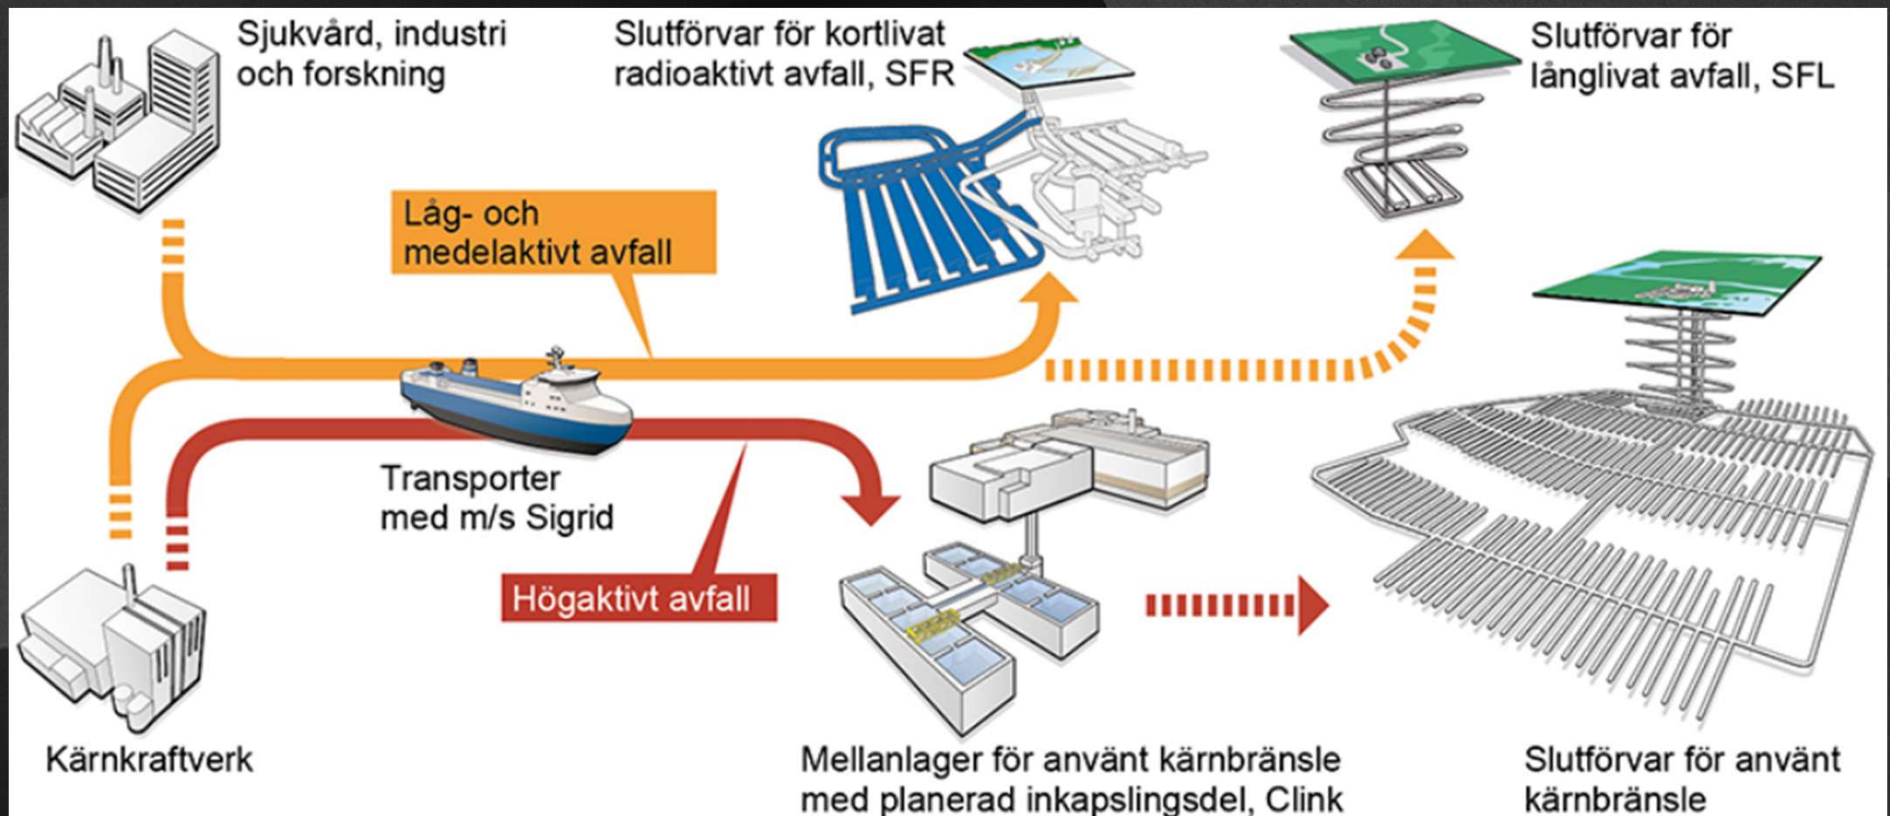 Sjukvård, industri
och forskning
Slutförvar för kortlivat
radioaktivt avfall, SFR
Slutförvar för
långlivat avfall, SFL
Låg- och
medelaktivt avfall
Transporter
med m/s Sigrid
Högaktivt avfall
Kärnkraftverk
Mellanlager för använt kärnbränsle
med planerad inkapslingsdel, Clink
Slutförvar för använt
kärnbränsle